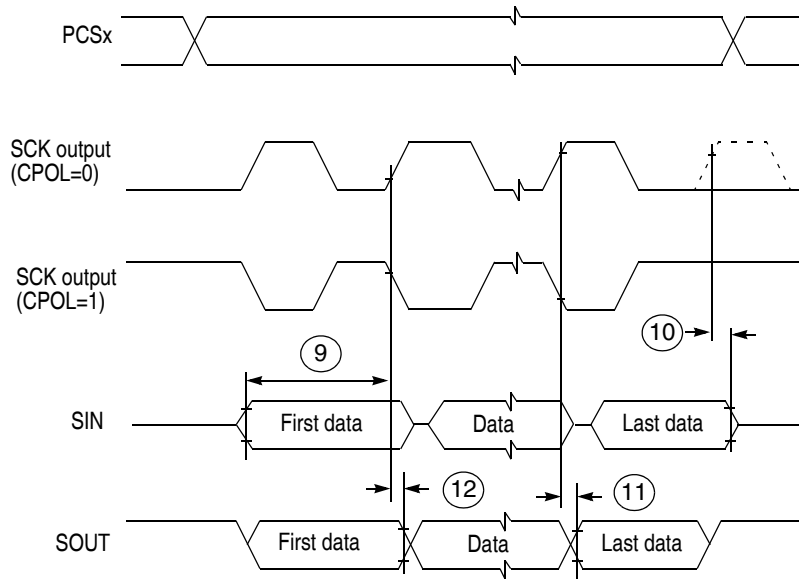 PCSx
SCK output
(CPOL=0)
SCK output
(CPOL=1)
10
9
SIN
First data
Data
Last data
12
11
SOUT
First data
Data
Last data